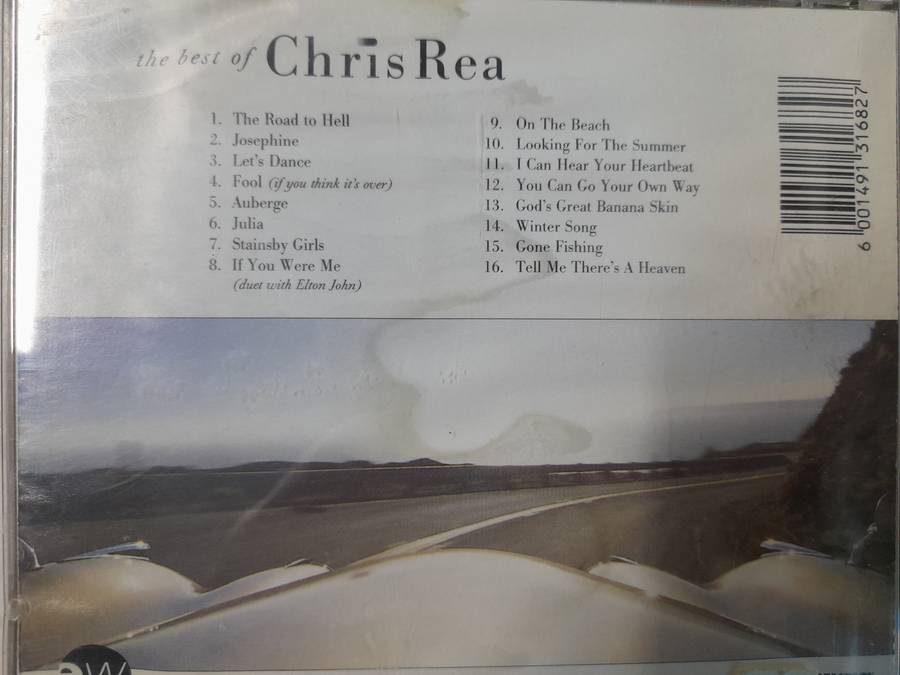 the best of Chris Rea
1. The Road to Hell
2. Josephine
3. Let's Dance
4. Fool (if you think it's over)
5. Auberge
6. Julia
7. Stainsby Girls
8. If You Were Me
(duet with Elton John)
9. On The Beach
10. Looking For The Summer
11. I Can Hear Your Heartbeat
12. You Can Go Your Own Way
13. God's Great Banana Skin
14. Winter Song
15. Gone Fishing
16. Tell Me There's A Heaven
6 001491 316827
ew